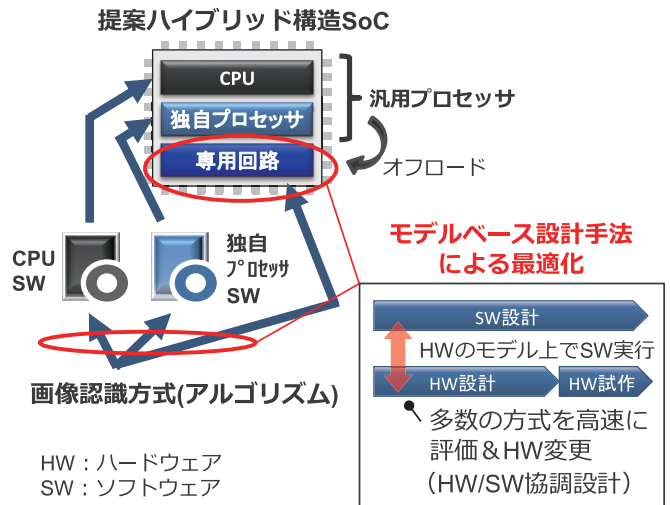 提案ハイブリッド構造SoC
CPU
独自プロセッサ
専用回路
汎用プロセッサ
オフロード
CPU
SW
独自
プロセッサ
SW
モデルベース設計手法
による最適化
SW設計
HWのモデル上でSW実行
HW設計
HW試作
多数の方式を高速に
評価＆HW変更
（HW/SW協調設計）
画像認識方式(アルゴリズム)
HW：ハードウェア
SW：ソフトウェア